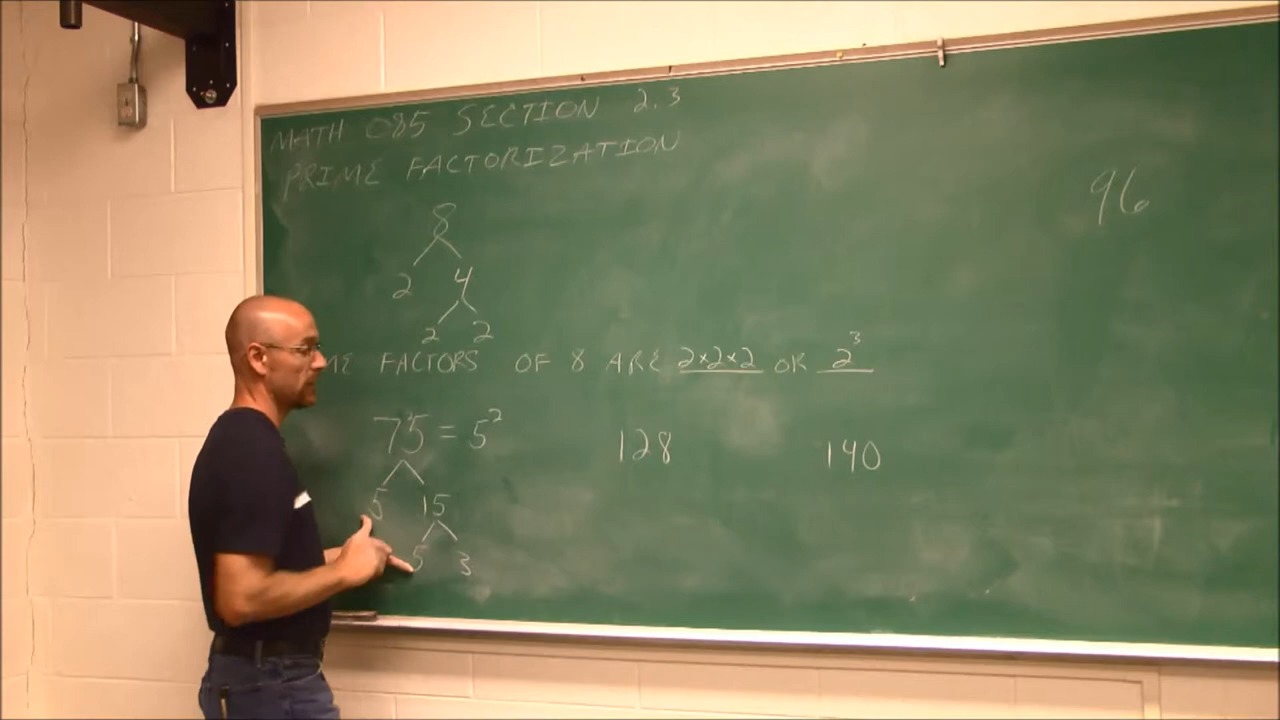 MATH 085 SECTION 2.3
PRIME FACTORIZATION
96
8
2 4
2 2
FACTORS OF 8 ARE 2×2×2 OR 2³
75 = 5²
128
140
5 15
5 3